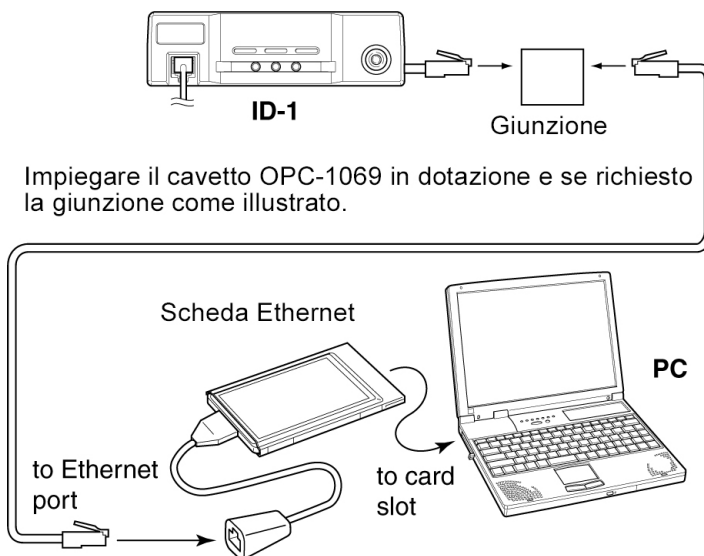 ID-1
Giunzione
Impiegare il cavetto OPC-1069 in dotazione e se richiesto
la giunzione come illustrato.
Scheda Ethernet
PC
to Ethernet
port
to card
slot